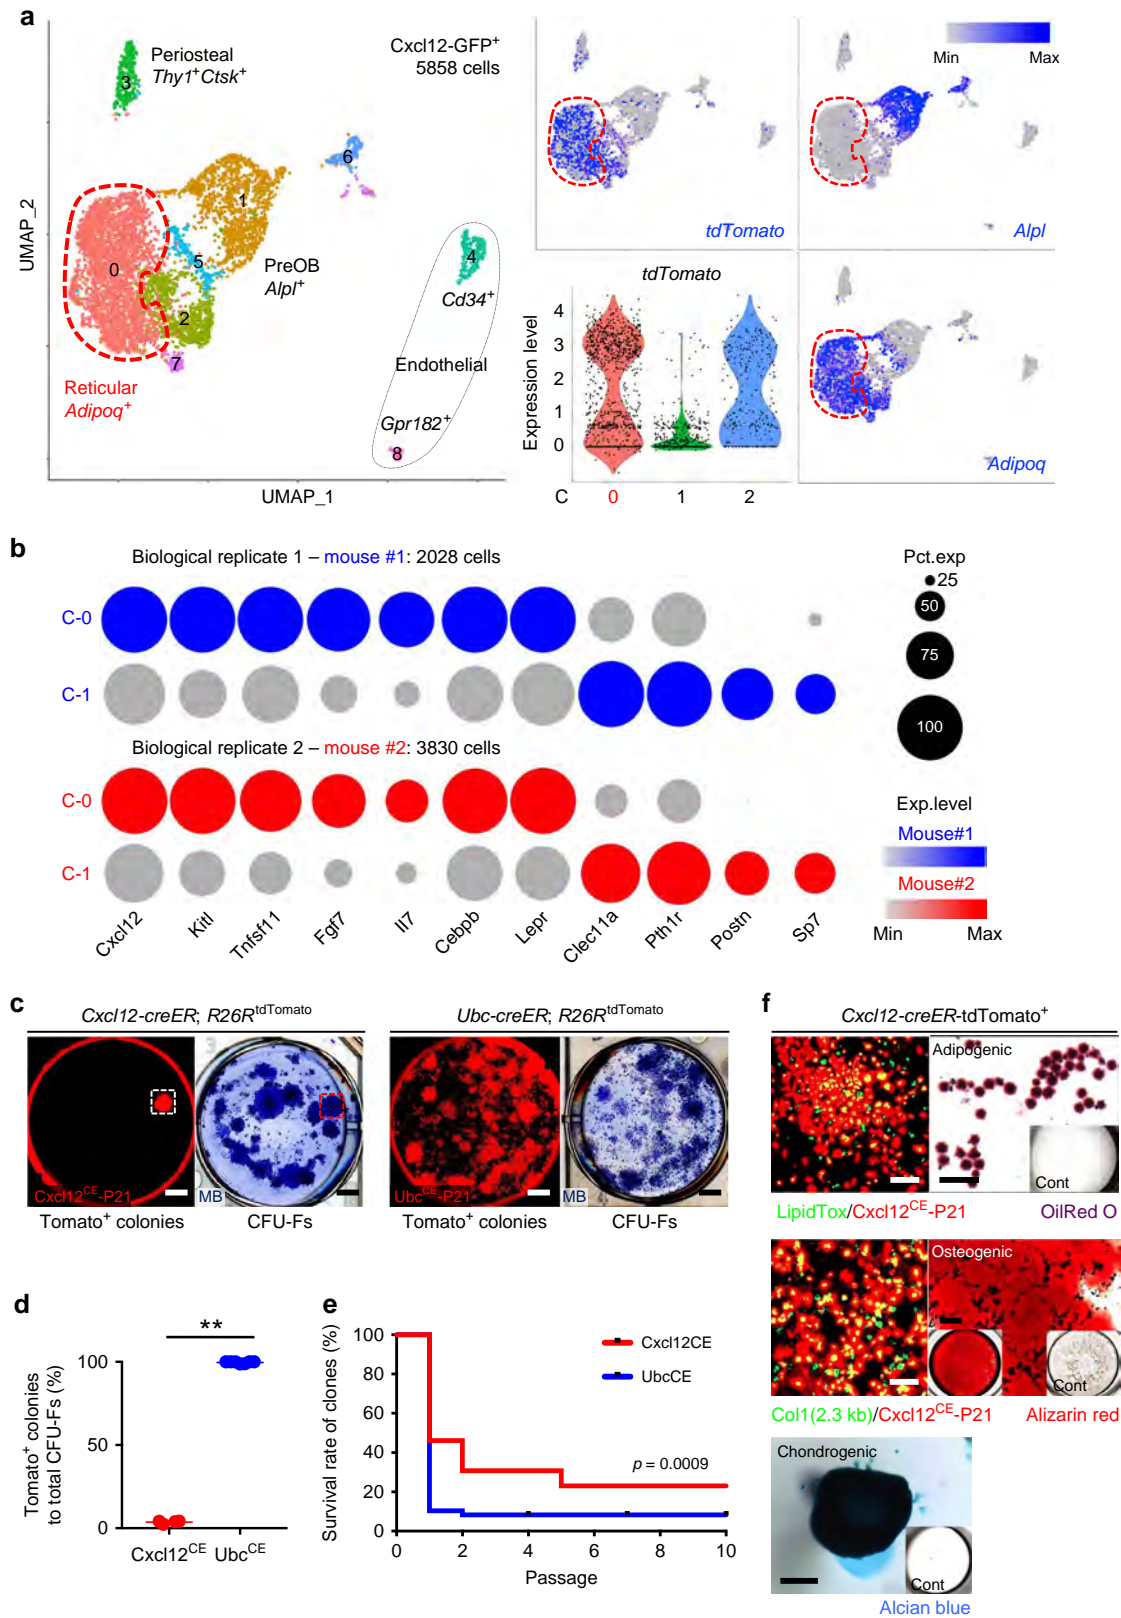 a
Periosteal
Thy1+Ctsk+
Cxcl12-GFP+
5858 cells
3
6
1
0
5
4
2
7
8
PreOB
Alpl+
Cd34+
Endothelial
Reticular
Adipoq+
Gpr182+
UMAP_2
UMAP_1
Min
Max
tdTomato
Alpl
tdTomato
Expression level
4
3
2
1
0
C
0
1
2
Adipoq
b
Biological replicate 1 – mouse #1: 2028 cells
C-0
C-1
Biological replicate 2 – mouse #2: 3830 cells
C-0
C-1
Cxcl12
Kitl
Tnfsf11
Fgf7
Il7
Cebpb
Lepr
Clec11a
Pth1r
Postn
Sp7
Pct.exp
25
50
75
100
Exp.level
Mouse#1
Mouse#2
Min
Max
c
Cxcl12-creER; R26RtdTomato
Ubc-creER; R26RtdTomato
Cxcl12CE-P21
MB
UbcCE-P21
MB
Tomato+ colonies
CFU-Fs
Tomato+ colonies
CFU-Fs
d
Tomato+ colonies
to total CFU-Fs (%)
**
100
50
0
Cxcl12CE
UbcCE
e
Survival rate of clones (%)
100
80
60
40
20
0
Cxcl12CE
UbcCE
p = 0.0009
0
2
4
6
8
10
Passage
f
Cxcl12-creER-tdTomato+
Adipogenic
Cont
LipidTox/Cxcl12CE-P21
OilRed O
Osteogenic
Cont
Col1(2.3 kb)/Cxcl12CE-P21
Alizarin red
Chondrogenic
Cont
Alcian blue